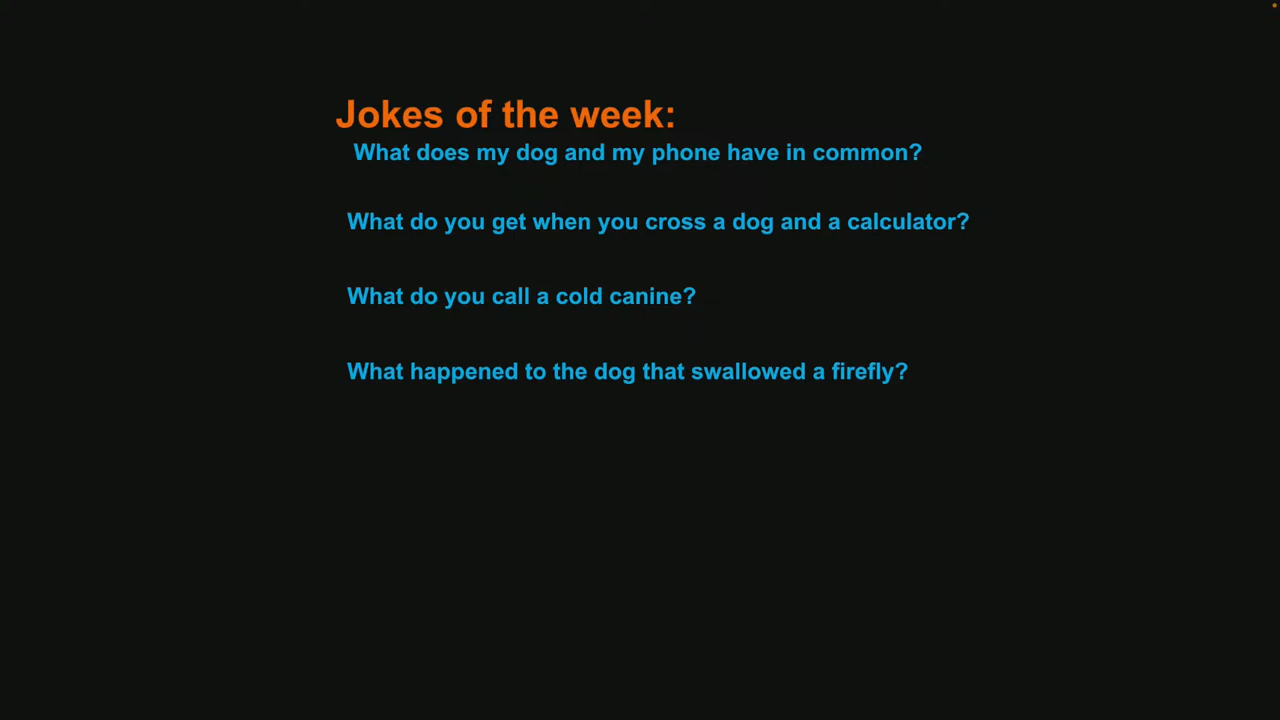 Jokes of the week:
What does my dog and my phone have in common?
What do you get when you cross a dog and a calculator?
What do you call a cold canine?
What happened to the dog that swallowed a firefly?